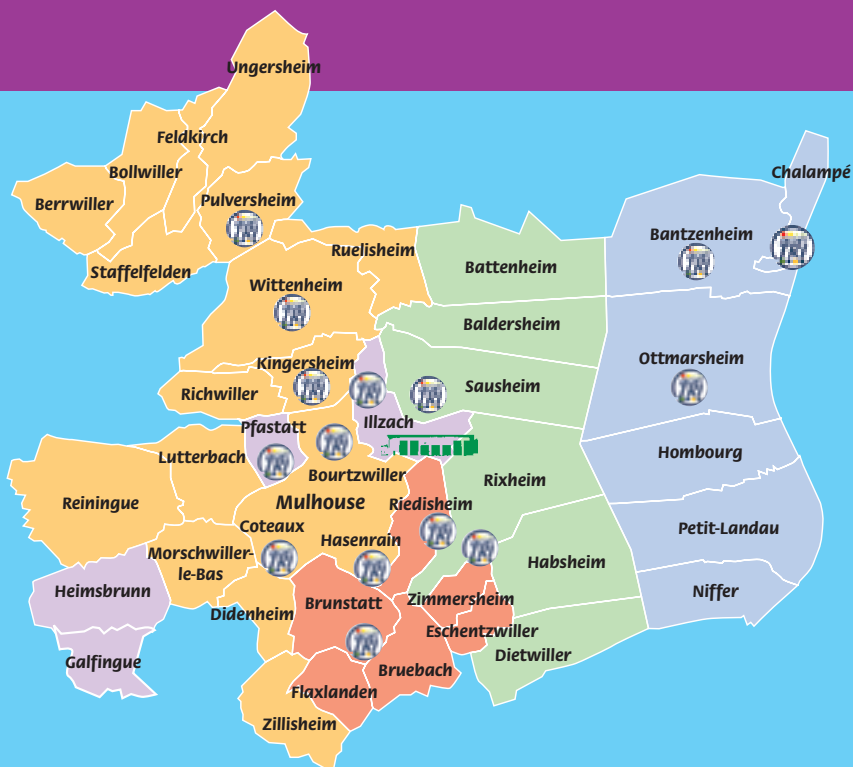 Ungersheim
Feldkirch
Bollwiller
Chalampé
Berrwiller
Pulversheim
Bantzenheim
Ruelisheim
Battenheim
Staffelfelden
Wittenheim
Baldersheim
Ottmarsheim
Kingersheim
Sausheim
Richwiller
Illzach
Pfastatt
Hombourg
Lutterbach
Bourtzwiller
Rixheim
Reiningue
Mulhouse
Riedisheim
Coteaux
Petit-Landau
Hasenrain
Morschwiller-
le-Bas
Habsheim
Heimsbrunn
Niffer
Brunstatt
Zimmersheim
Didenheim
Eschentzwiller
Galfingue
Dietwiller
Bruebach
Flaxlanden
Zillisheim